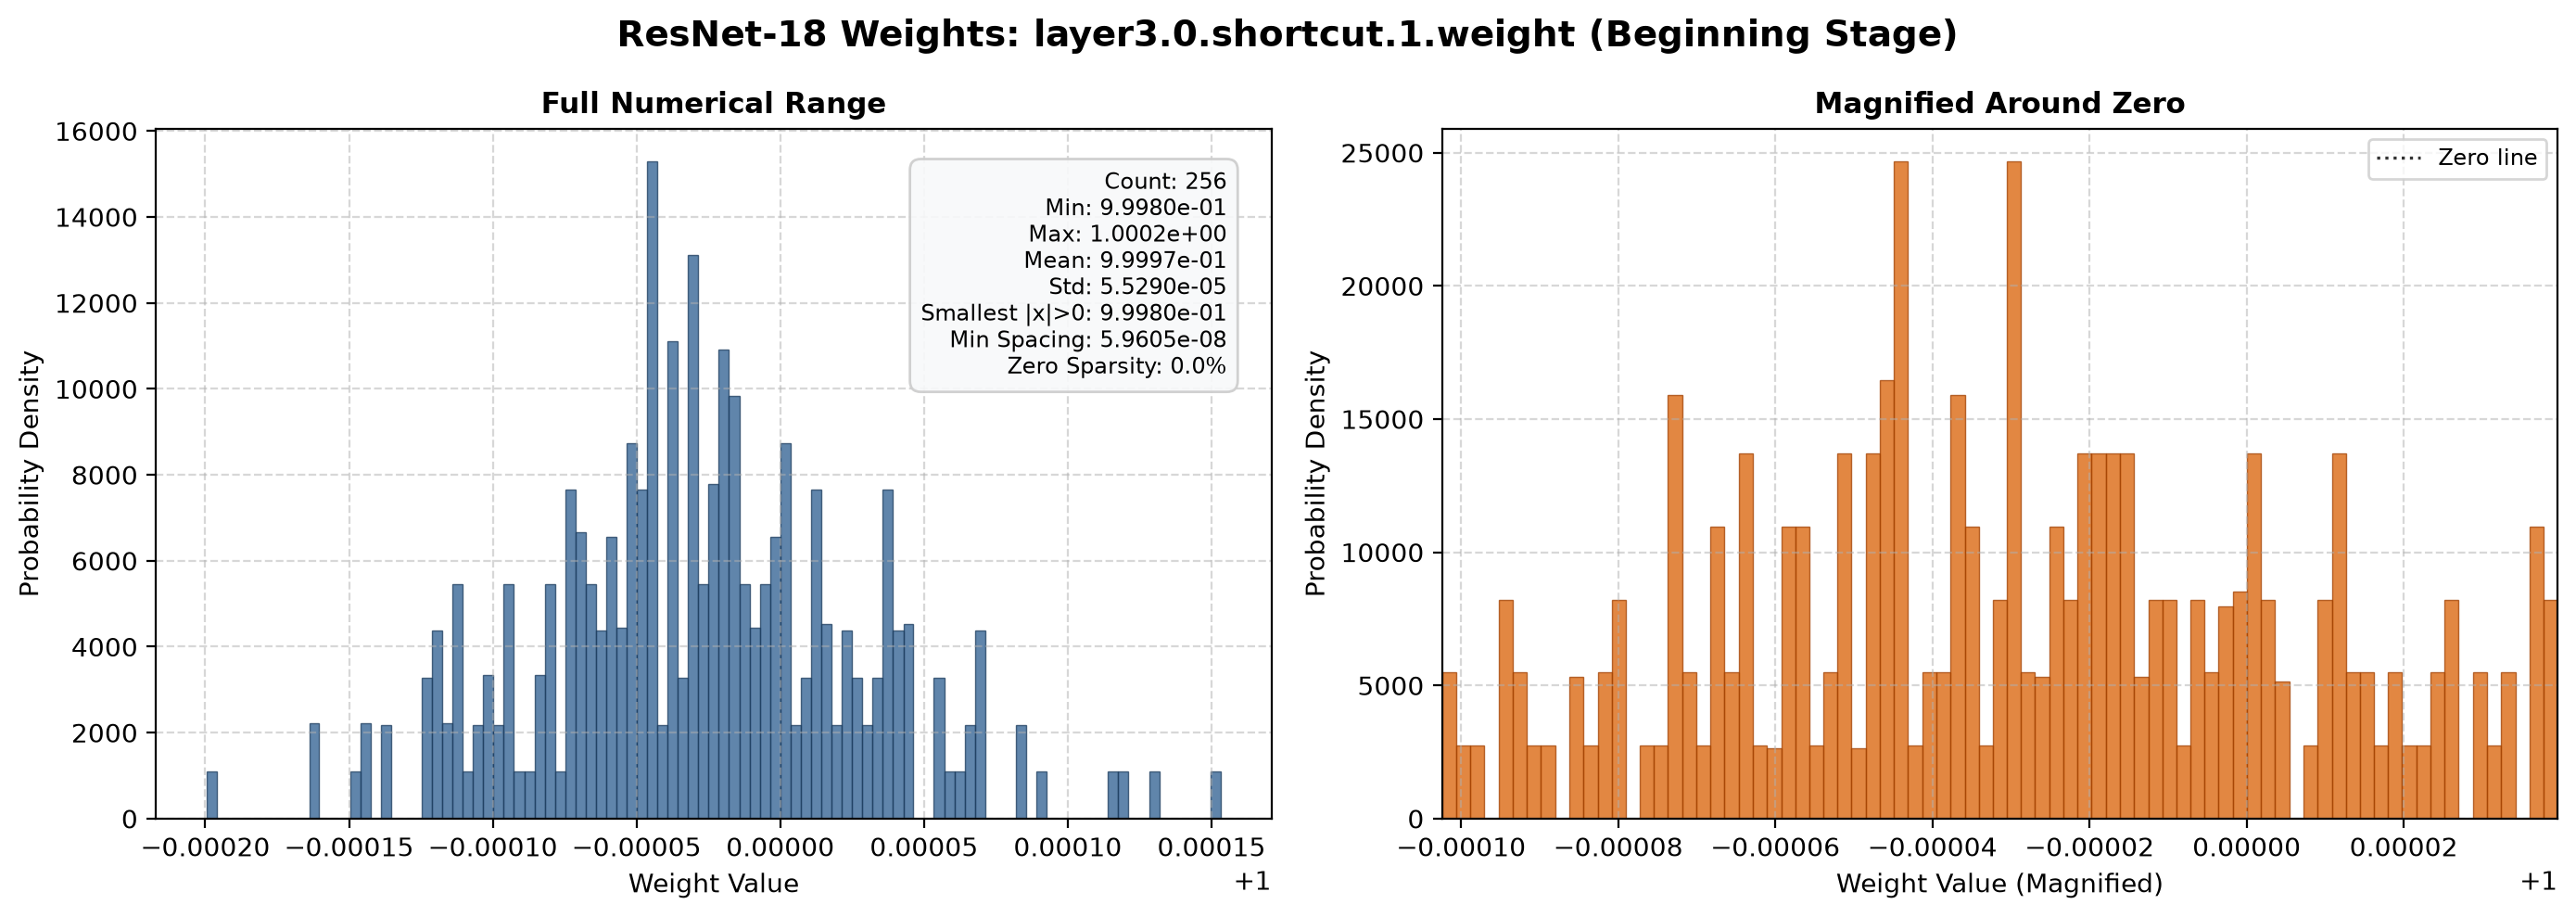 ResNet-18 Weights: layer3.0.shortcut.1.weight (Beginning Stage)
Full Numerical Range
16000
14000
12000
10000
8000
6000
4000
2000
0
Probability Density
Count: 256
Min: 9.9980e-01
Max: 1.0002e+00
Mean: 9.9997e-01
Std: 5.5290e-05
Smallest |x|>0: 9.9980e-01
Min Spacing: 5.9605e-08
Zero Sparsity: 0.0%
−0.00020 −0.00015 −0.00010 −0.00005 0.00000 0.00005 0.00010 0.00015
Weight Value
+1
Magnified Around Zero
25000
20000
15000
10000
5000
0
Probability Density
Zero line
−0.00010 −0.00008 −0.00006 −0.00004 −0.00002 0.00000 0.00002
Weight Value (Magnified)
+1